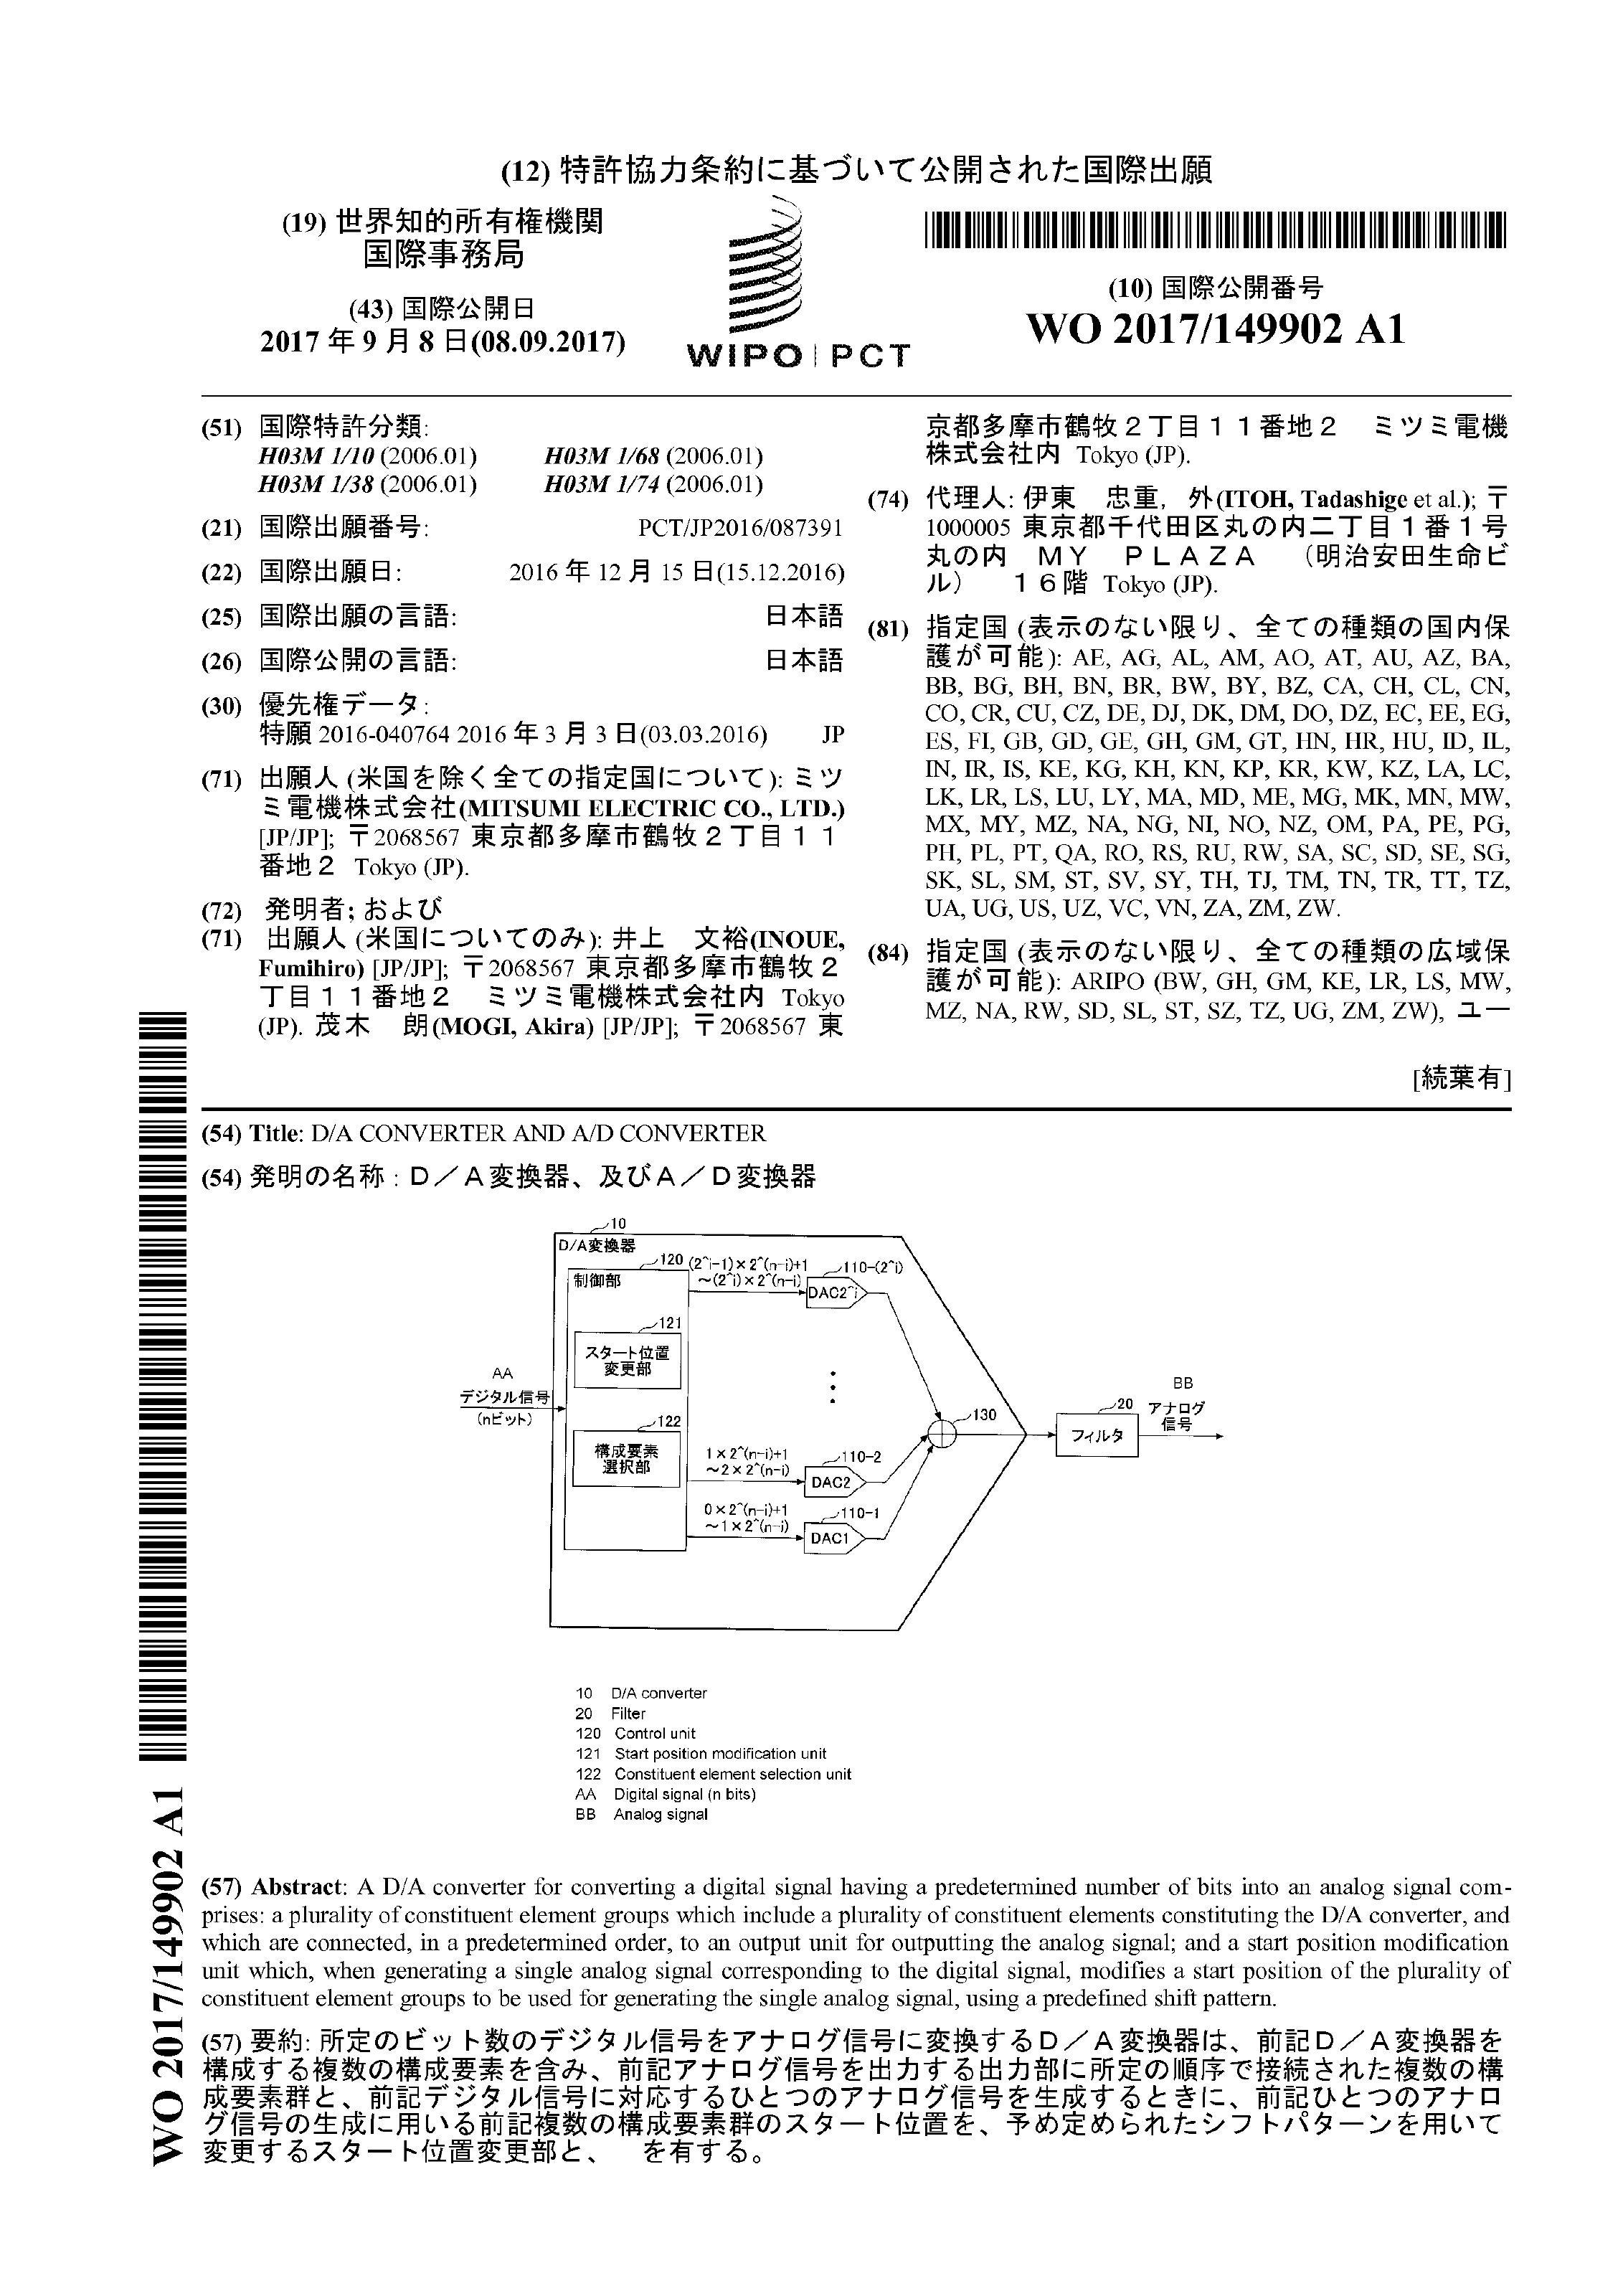 (12) 特許協力条約に基づいて公開された国際出願
(19) 世界知的所有権機関
国際事務局
(43) 国際公開日
2017 年 9 月 8 日(08.09.2017)
WIPO | PCT
(10) 国際公開番号
WO 2017/149902 A1
(51) 国際特許分類:
H03M 1/10 (2006.01) H03M 1/68 (2006.01)
H03M 1/38 (2006.01) H03M 1/74 (2006.01)
(21) 国際出願番号: PCT/JP2016/087391
(22) 国際出願日: 2016 年 12 月 15 日(15.12.2016)
(25) 国際出願の言語: 日本語
(26) 国際公開の言語: 日本語
(30) 優先権データ:
特願 2016-040764 2016 年 3 月 3 日(03.03.2016) JP
(71) 出願人 (米国を除く全ての指定国について): ミツ
ミ電機株式会社(MITSUMI ELECTRIC CO., LTD.)
[JP/JP]; 〒2068567 東京都多摩市鶴牧2丁目11
番地2 Tokyo (JP).
(72) 発明者; および
(71) 出願人 (米国についてのみ): 井上 文裕(INOUE,
Fumihiro) [JP/JP]; 〒2068567 東京都多摩市鶴牧2
丁目11番地2 ミツミ電機株式会社内 Tokyo
(JP). 茂木 朗(MOGI, Akira) [JP/JP]; 〒2068567 東
京都多摩市鶴牧2丁目11番地2 ミツミ電機
株式会社内 Tokyo (JP).
(74) 代理人: 伊東 忠重, 外(ITOH, Tadashige et al.); 〒
1000005 東京都千代田区丸の内二丁目1番1号
丸の内 MY PLAZA (明治安田生命ビ
ル) 16階 Tokyo (JP).
(81) 指定国 (表示のない限り、全ての種類の国内保
護が可能): AE, AG, AL, AM, AO, AT, AU, AZ, BA,
BB, BG, BH, BN, BR, BW, BY, BZ, CA, CH, CL, CN,
CO, CR, CU, CZ, DE, DJ, DK, DM, DO, DZ, EC, EE, EG,
ES, FI, GB, GD, GE, GH, GM, GT, HN, HR, HU, ID, IL,
IN, IR, IS, KE, KG, KH, KN, KP, KR, KW, KZ, LA, LC,
LK, LR, LS, LU, LY, MA, MD, ME, MG, MK, MN, MW,
MX, MY, MZ, NA, NG, NI, NO, NZ, OM, PA, PE, PG,
PH, PL, PT, QA, RO, RS, RU, RW, SA, SC, SD, SE, SG,
SK, SL, SM, ST, SV, SY, TH, TJ, TM, TN, TR, TT, TZ,
UA, UG, US, UZ, VC, VN, ZA, ZM, ZW.
(84) 指定国 (表示のない限り、全ての種類の広域保
護が可能): ARIPO (BW, GH, GM, KE, LR, LS, MW,
MZ, NA, RW, SD, SL, ST, SZ, TZ, UG, ZM, ZW), ユー
[続葉有]
(54) Title: D/A CONVERTER AND A/D CONVERTER
(54) 発明の名称 : D/A変換器、及びA/D変換器
10
D/A変換器
120
制御部
(2^i-1)×2^(n-i)+1
~(2^i)×2^(n-i)
110-(2^i)
DAC2^i
121
スタート位置
変更部
AA
デジタル信号
(nビット)
122
構成要素
選択部
1×2^(n-i)+1
~2×2^(n-i)
110-2
DAC2
0×2^(n-i)+1
~1×2^(n-i)
110-1
DAC1
130
20
フィルタ
BB
アナログ
信号
10 D/A converter
20 Filter
120 Control unit
121 Start position modification unit
122 Constituent element selection unit
AA Digital signal (n bits)
BB Analog signal
(57) Abstract: A D/A converter for converting a digital signal having a predetermined number of bits into an analog signal com-
prises: a plurality of constituent element groups which include a plurality of constituent elements constituting the D/A converter, and
which are connected, in a predetermined order, to an output unit for outputting the analog signal; and a start position modification
unit which, when generating a single analog signal corresponding to the digital signal, modifies a start position of the plurality of
constituent element groups to be used for generating the single analog signal, using a predefined shift pattern.
(57) 要約: 所定のビット数のデジタル信号をアナログ信号に変換するD/A変換器は、前記D/A変換器を
構成する複数の構成要素を含み、前記アナログ信号を出力する出力部に所定の順序で接続された複数の構
成要素群と、前記デジタル信号に対応するひとつのアナログ信号を生成するときに、前記ひとつのアナロ
グ信号の生成に用いる前記複数の構成要素群のスタート位置を、予め定められたシフトパターンを用いて
変更するスタート位置変更部と、 を有する。
WO 2017/149902 A1